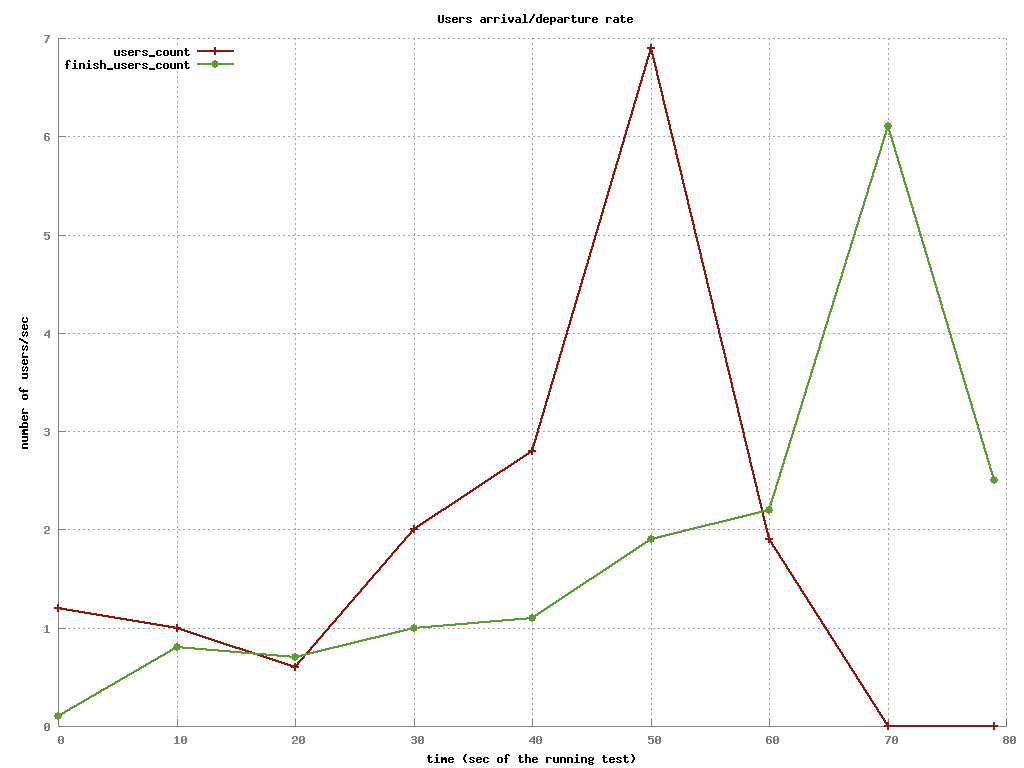 Users arrival/departure rate
users_count
finish_users_count
7
6
5
4
3
2
1
0
number of users/sec
0 10 20 30 40 50 60 70 80
time (sec of the running test)